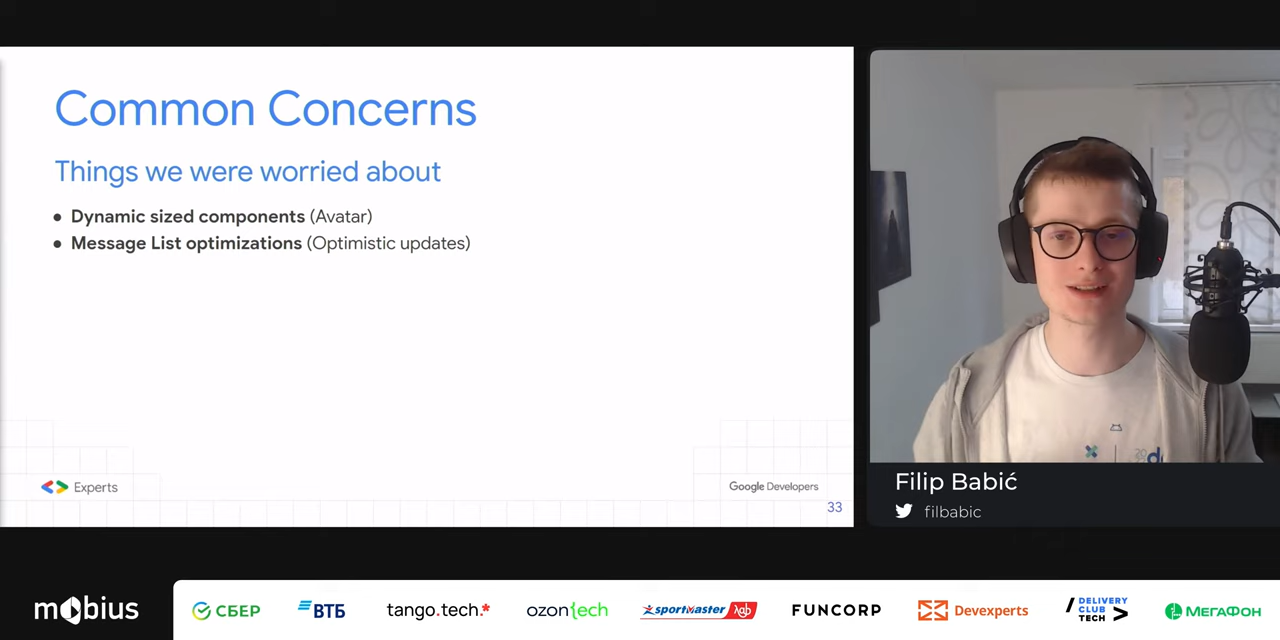 Common Concerns
Things we were worried about
● Dynamic sized components (Avatar)
● Message List optimizations (Optimistic updates)
Experts
Google Developers
33
Filip Babić
filbabic
mobius
СБЕР
ВТБ
tango.tech.*
ozon{tech
sportmaster lab
FUNCORP
Devexperts
/DELIVERY
CLUB
TECH >
МЕГАФОН